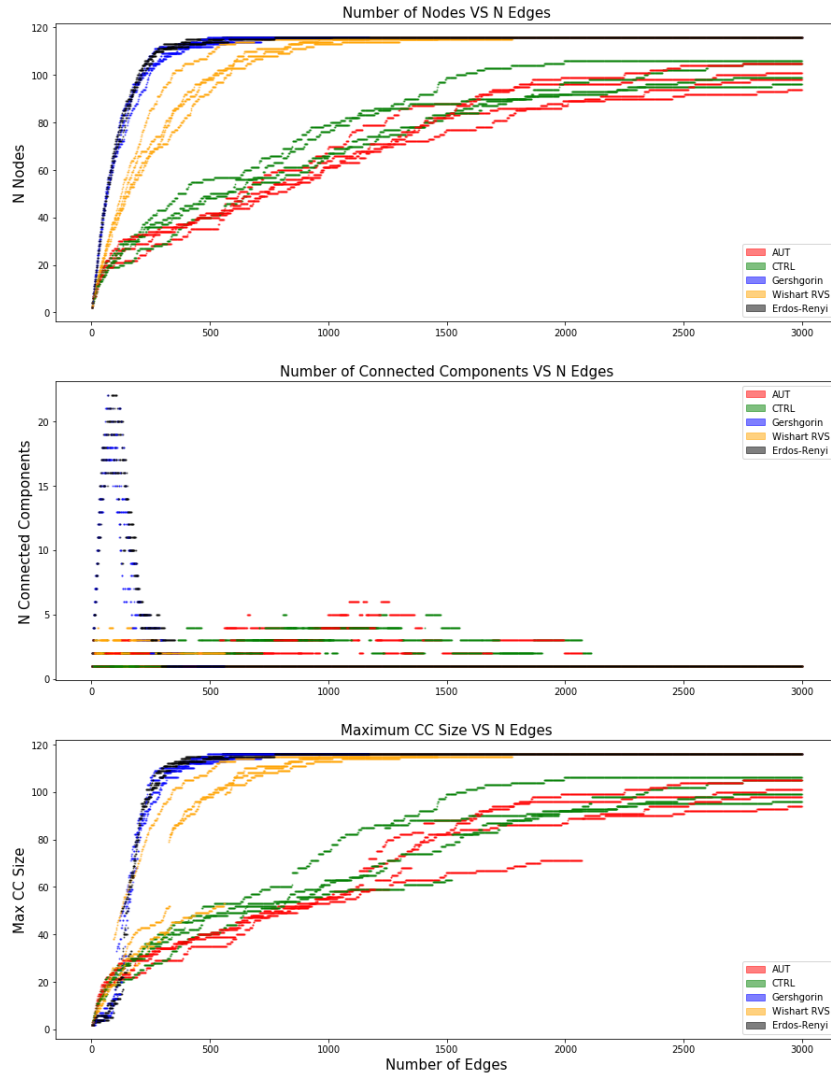 Number of Nodes VS N Edges
120
100
80
60
40
20
0
N Nodes
0 500 1000 1500 2000 2500 3000
AUT
CTRL
Gershgorin
Wishart RVS
Erdos-Renyi
Number of Connected Components VS N Edges
20
15
10
5
0
N Connected Components
0 500 1000 1500 2000 2500 3000
AUT
CTRL
Gershgorin
Wishart RVS
Erdos-Renyi
Maximum CC Size VS N Edges
120
100
80
60
40
20
0
Max CC Size
0 500 1000 1500 2000 2500 3000
AUT
CTRL
Gershgorin
Wishart RVS
Erdos-Renyi
Number of Edges